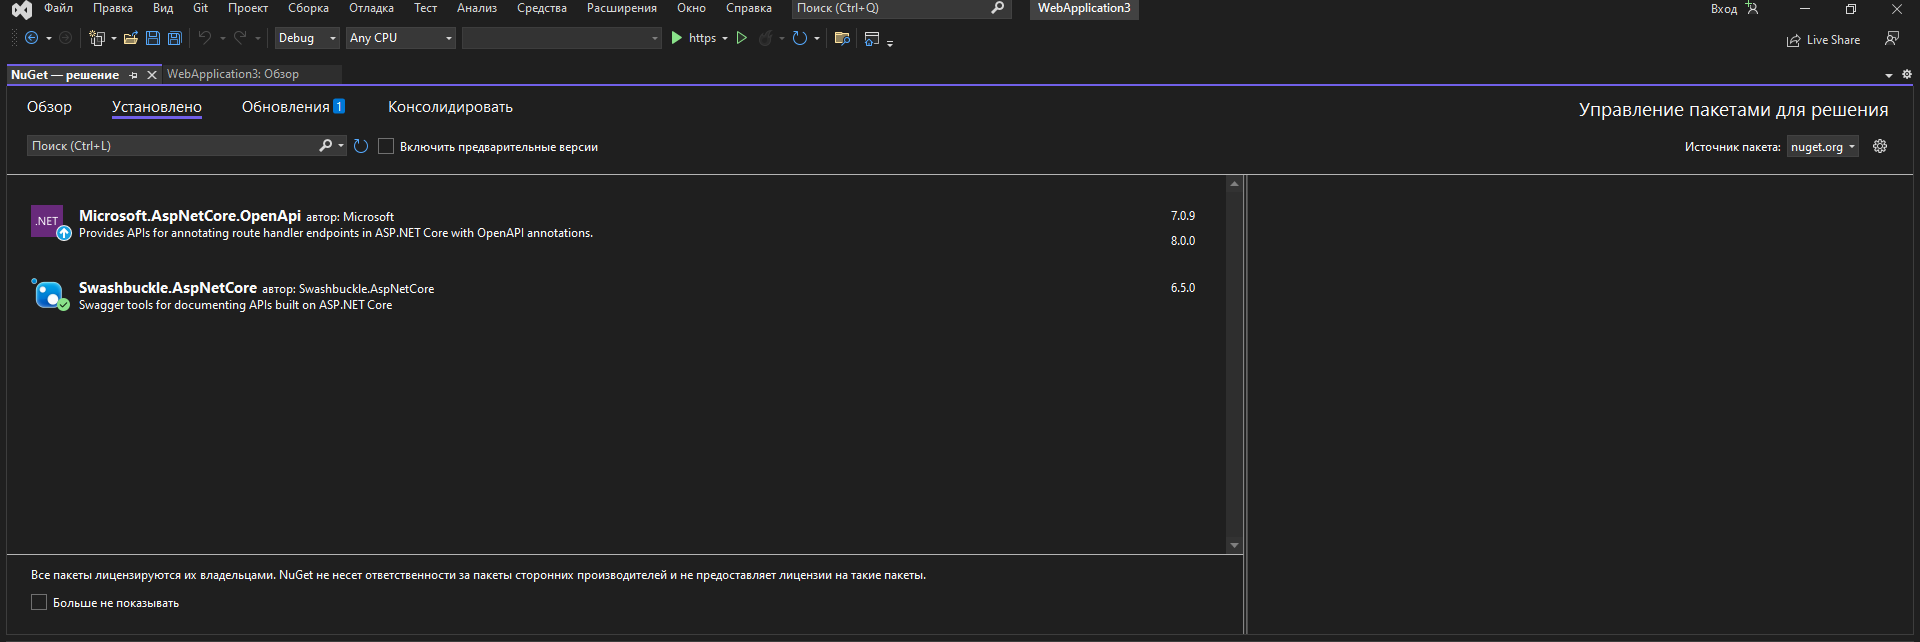 Файл Правка Вид Git Проект Сборка Отладка Тест Анализ Средства Расширения Окно Справка Поиск (Ctrl+Q) WebApplication3 Вход
Debug Any CPU https Live Share
NuGet — решение WebApplication3: Обзор
Обзор Установлено Обновления 1 Консолидировать Управление пакетами для решения
Поиск (Ctrl+L) Включить предварительные версии Источник пакета: nuget.org
.NET Microsoft.AspNetCore.OpenApi автор: Microsoft 7.0.9
Provides APIs for annotating route handler endpoints in ASP.NET Core with OpenAPI annotations.
8.0.0
Swashbuckle.AspNetCore автор: Swashbuckle.AspNetCore 6.5.0
Swagger tools for documenting APIs built on ASP.NET Core
Все пакеты лицензируются их владельцами. NuGet не несет ответственности за пакеты сторонних производителей и не предоставляет лицензии на такие пакеты.
Больше не показывать